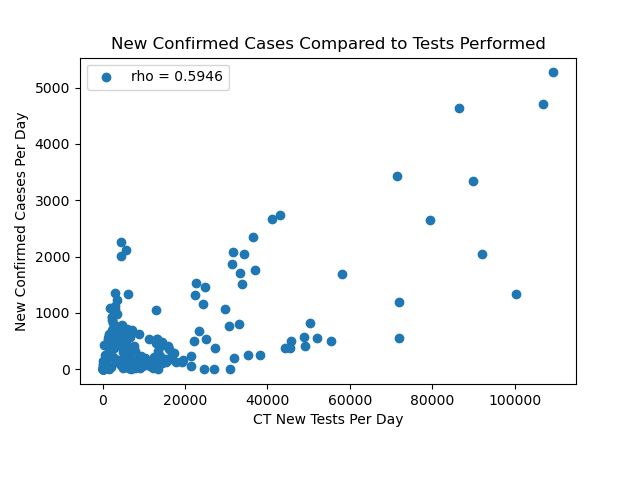 New Confirmed Cases Compared to Tests Performed
rho = 0.5946
5000
4000
3000
2000
1000
0
New Confirmed Caeses Per Day
0 20000 40000 60000 80000 100000
CT New Tests Per Day